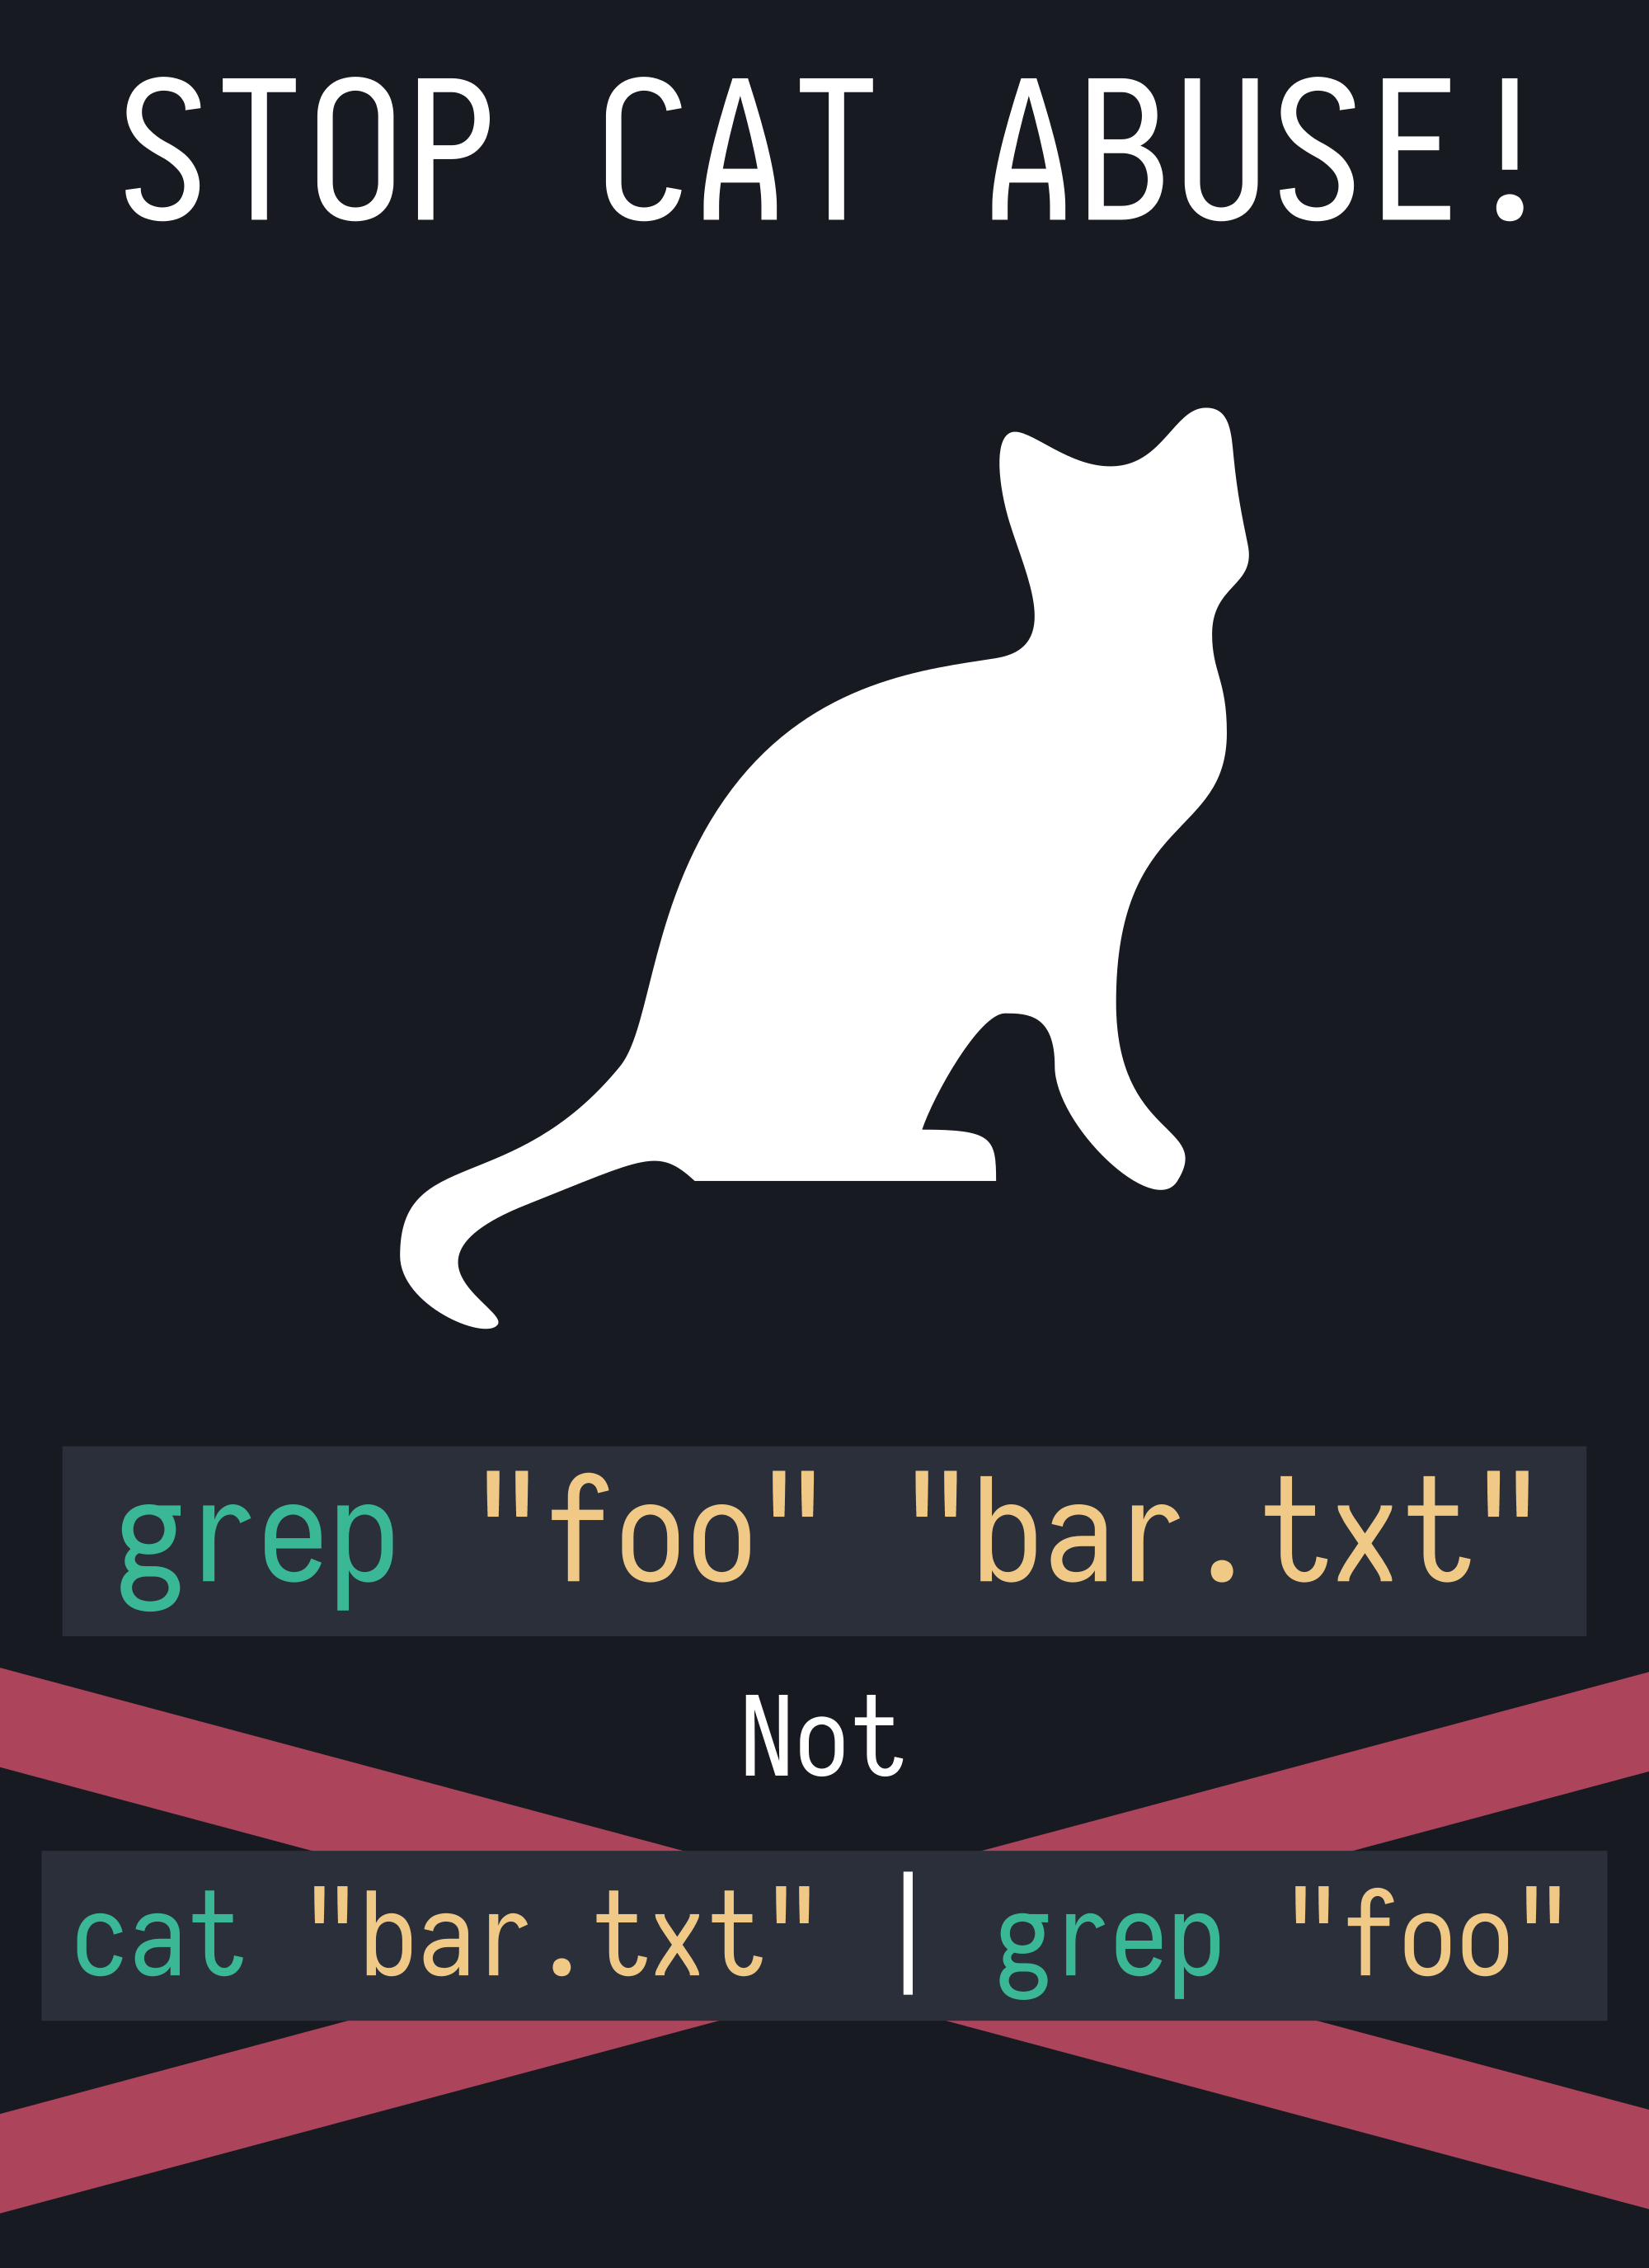 STOP CAT ABUSE!
grep "foo" "bar.txt"
Not
cat "bar.txt" | grep "foo"